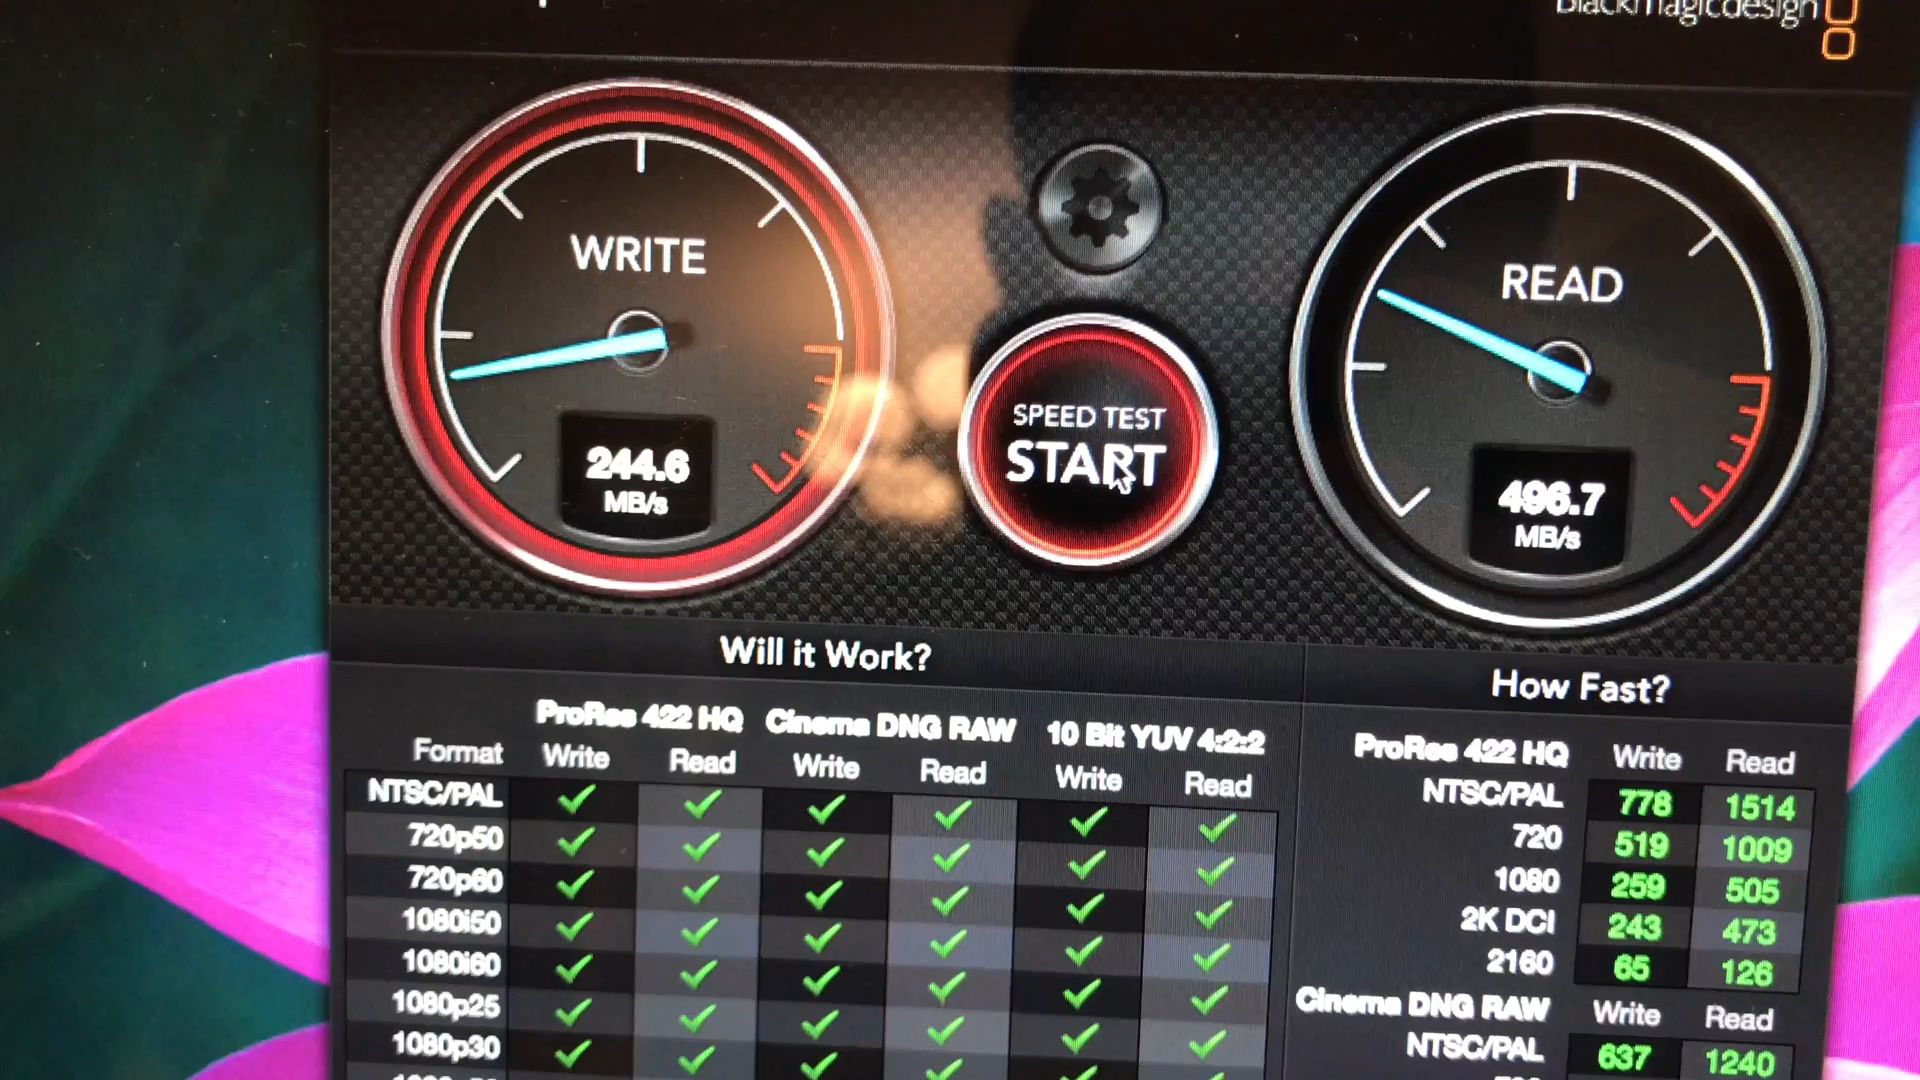 Blackmagicdesign
WRITE
READ
244.6
MB/s
SPEED TEST
START
496.7
MB/s
Will it Work?
How Fast?
ProRes 422 HQ Cinema DNG RAW 10 Bit YUV 4:2:2
Format Write Read Write Read Write Read
NTSC/PAL
720p50
720p60
1080i50
1080i60
1080p25
1080p30
ProRes 422 HQ Write Read
NTSC/PAL 778 1514
720 519 1009
1080 259 505
2K DCI 243 473
2160 65 126
Cinema DNG RAW Write Read
NTSC/PAL 637 1240